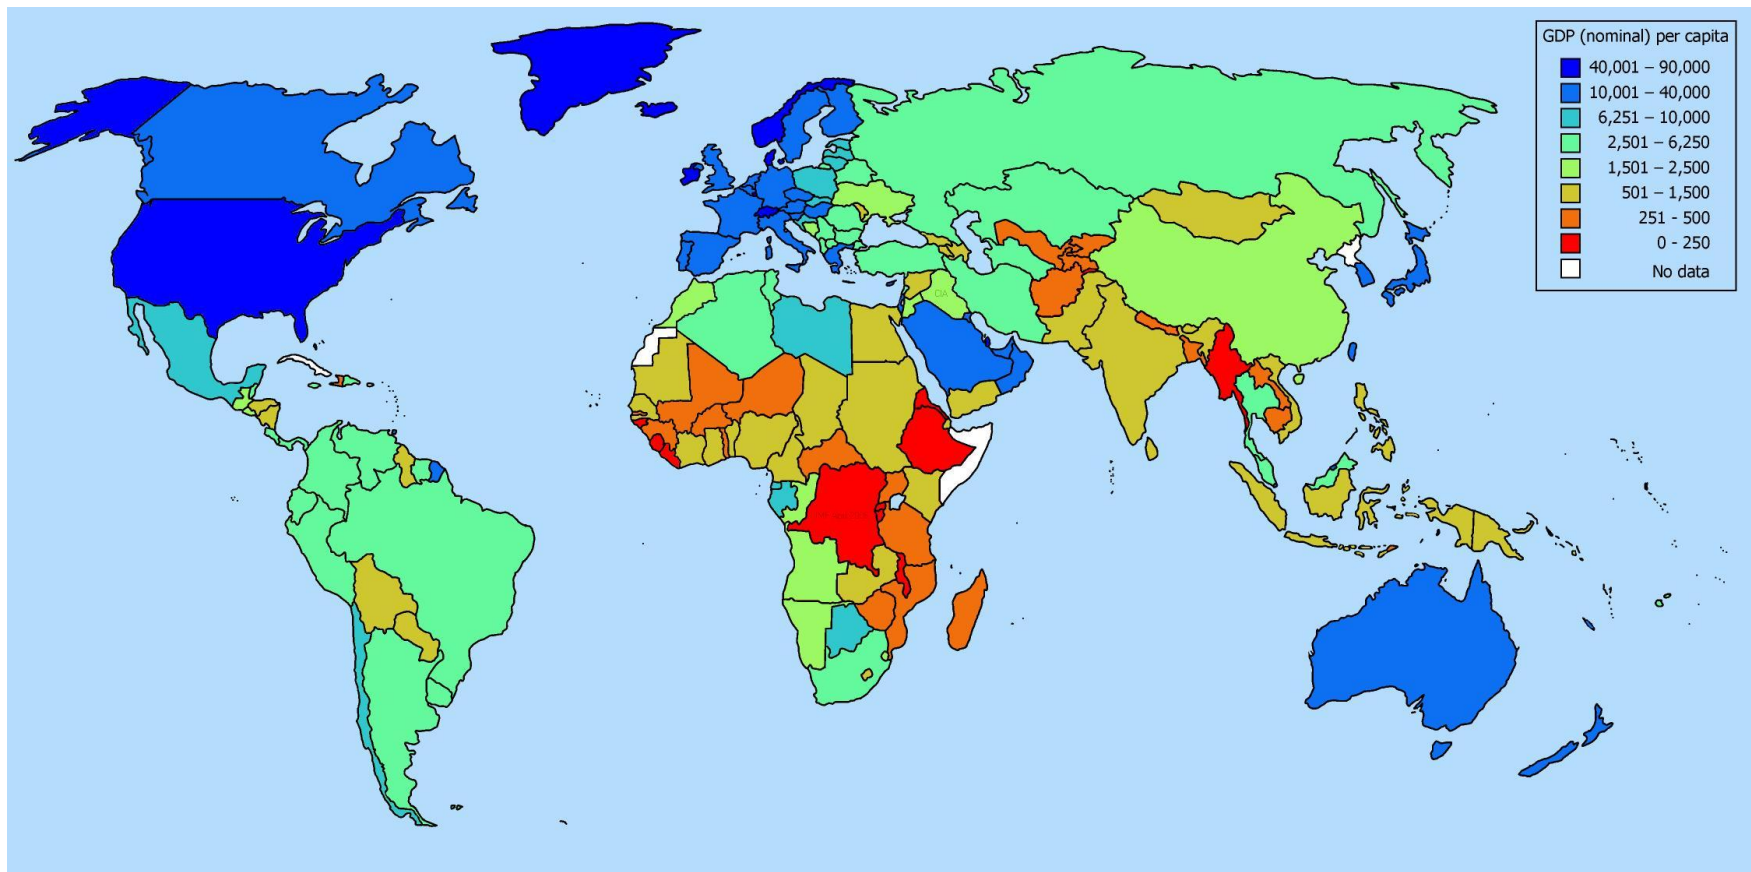 GDP (nominal) per capita
40,001 – 90,000
10,001 – 40,000
6,251 – 10,000
2,501 – 6,250
1,501 – 2,500
501 – 1,500
251 - 500
0 - 250
No data
CIA